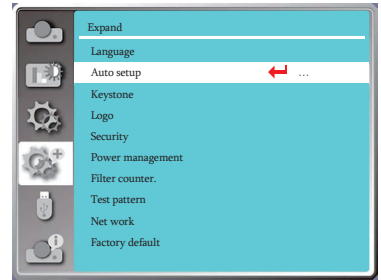 Expand
Language
Auto setup ...
Keystone
Logo
Security
Power management
Filter counter.
Test pattern
Net work
Factory default